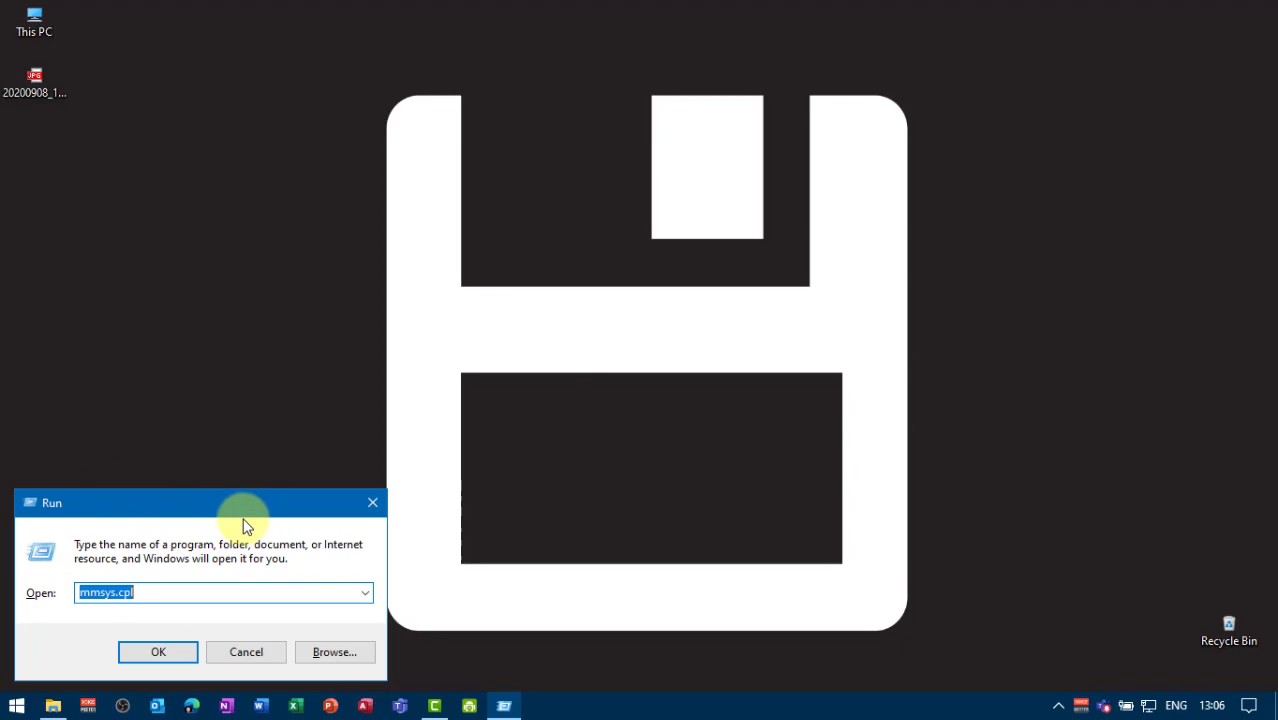 This PC
JPG
20200908_1...
Run
Type the name of a program, folder, document, or Internet
resource, and Windows will open it for you.
Open:
mmsys.cpl
OK
Cancel
Browse...
ENG
13:06
Recycle Bin